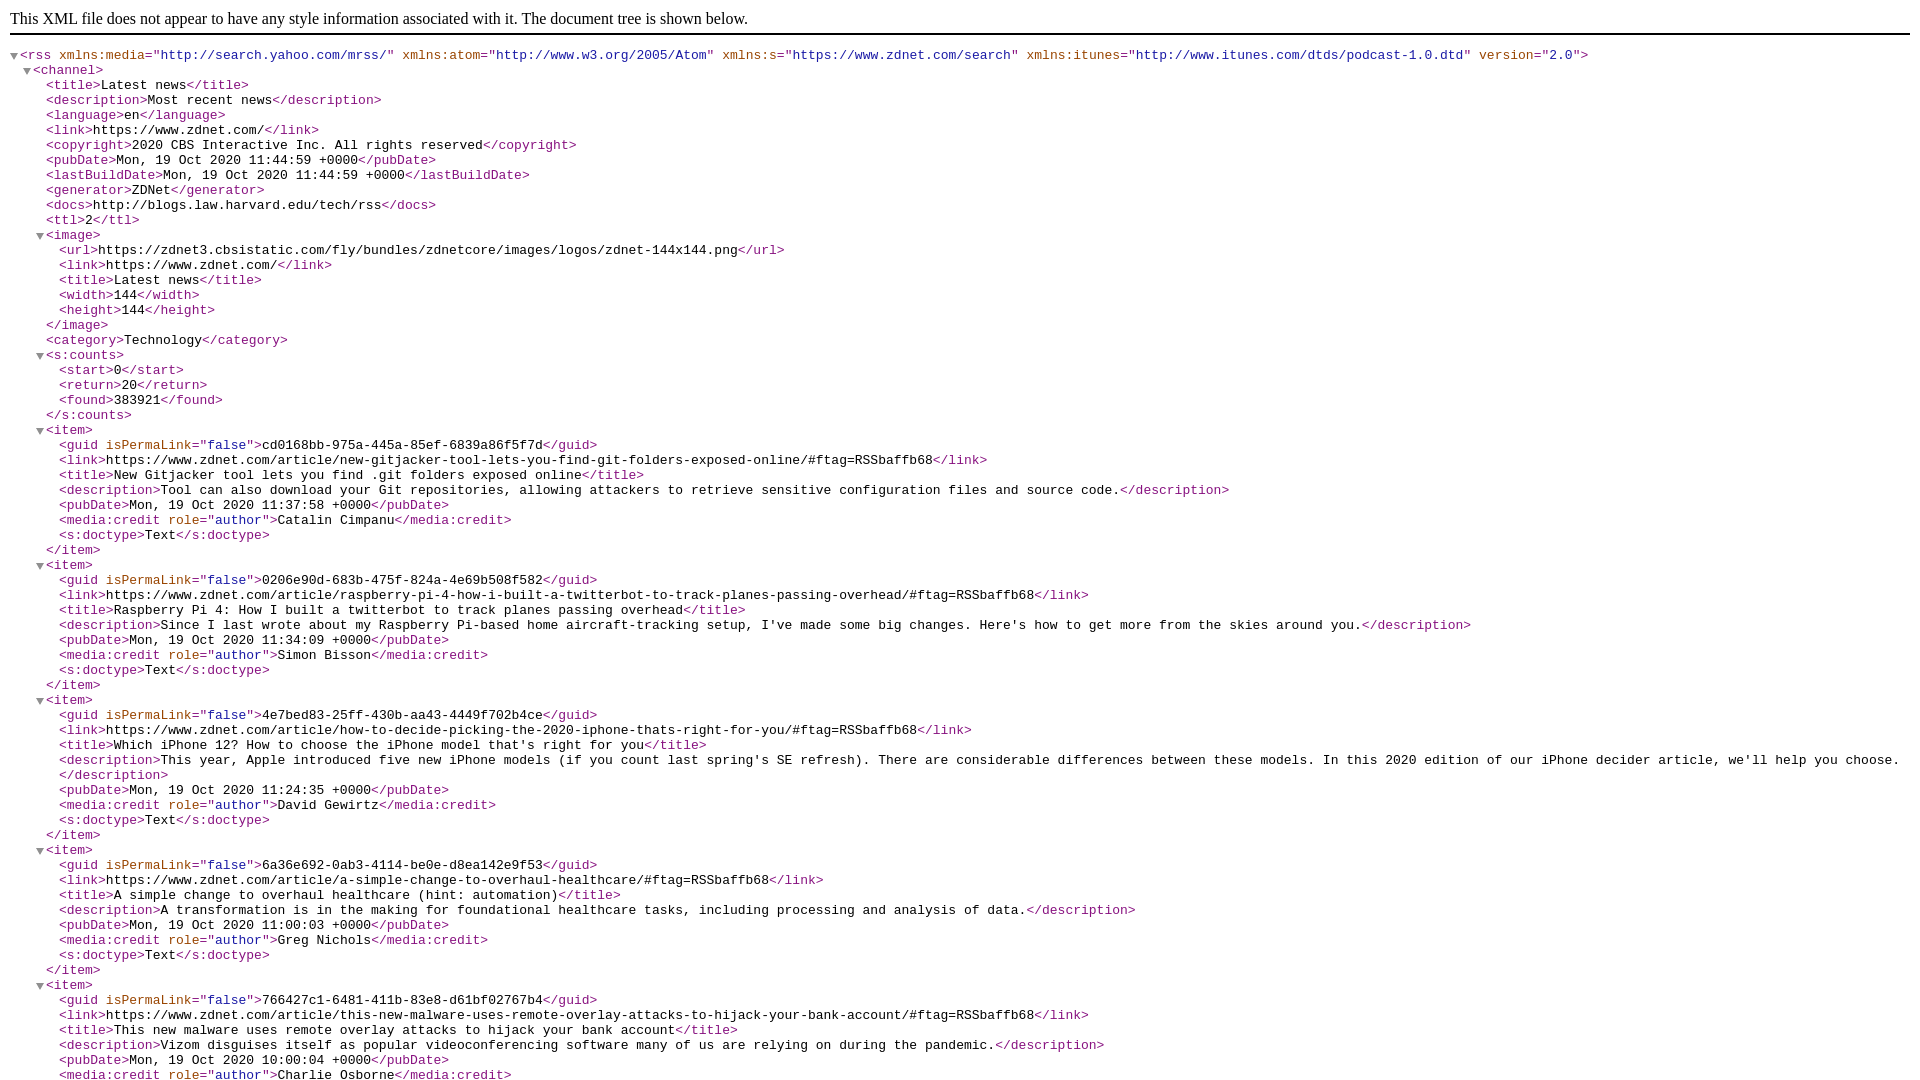 This XML file does not appear to have any style information associated with it. The document tree is shown below.
<rss xmlns:media="http://search.yahoo.com/mrss/" xmlns:atom="http://www.w3.org/2005/Atom" xmlns:s="https://www.zdnet.com/search" xmlns:itunes="http://www.itunes.com/dtds/podcast-1.0.dtd" version="2.0">
<channel>
<title>Latest news</title>
<description>Most recent news</description>
<language>en</language>
<link>https://www.zdnet.com/</link>
<copyright>2020 CBS Interactive Inc. All rights reserved</copyright>
<pubDate>Mon, 19 Oct 2020 11:44:59 +0000</pubDate>
<lastBuildDate>Mon, 19 Oct 2020 11:44:59 +0000</lastBuildDate>
<generator>ZDNet</generator>
<docs>http://blogs.law.harvard.edu/tech/rss</docs>
<ttl>2</ttl>
<image>
<url>https://zdnet3.cbsistatic.com/fly/bundles/zdnetcore/images/logos/zdnet-144x144.png</url>
<link>https://www.zdnet.com/</link>
<title>Latest news</title>
<width>144</width>
<height>144</height>
</image>
<category>Technology</category>
<s:counts>
<start>0</start>
<return>20</return>
<found>383921</found>
</s:counts>
<item>
<guid isPermaLink="false">cd0168bb-975a-445a-85ef-6839a86f5f7d</guid>
<link>https://www.zdnet.com/article/new-gitjacker-tool-lets-you-find-git-folders-exposed-online/#ftag=RSSbaffb68</link>
<title>New Gitjacker tool lets you find .git folders exposed online</title>
<description>Tool can also download your Git repositories, allowing attackers to retrieve sensitive configuration files and source code.</description>
<pubDate>Mon, 19 Oct 2020 11:37:58 +0000</pubDate>
<media:credit role="author">Catalin Cimpanu</media:credit>
<s:doctype>Text</s:doctype>
</item>
<item>
<guid isPermaLink="false">0206e90d-683b-475f-824a-4e69b508f582</guid>
<link>https://www.zdnet.com/article/raspberry-pi-4-how-i-built-a-twitterbot-to-track-planes-passing-overhead/#ftag=RSSbaffb68</link>
<title>Raspberry Pi 4: How I built a twitterbot to track planes passing overhead</title>
<description>Since I last wrote about my Raspberry Pi-based home aircraft-tracking setup, I've made some big changes. Here's how to get more from the skies around you.</description>
<pubDate>Mon, 19 Oct 2020 11:34:09 +0000</pubDate>
<media:credit role="author">Simon Bisson</media:credit>
<s:doctype>Text</s:doctype>
</item>
<item>
<guid isPermaLink="false">4e7bed83-25ff-430b-aa43-4449f702b4ce</guid>
<link>https://www.zdnet.com/article/how-to-decide-picking-the-2020-iphone-thats-right-for-you/#ftag=RSSbaffb68</link>
<title>Which iPhone 12? How to choose the iPhone model that's right for you</title>
<description>This year, Apple introduced five new iPhone models (if you count last spring's SE refresh). There are considerable differences between these models. In this 2020 edition of our iPhone decider article, we'll help you choose.
</description>
<pubDate>Mon, 19 Oct 2020 11:24:35 +0000</pubDate>
<media:credit role="author">David Gewirtz</media:credit>
<s:doctype>Text</s:doctype>
</item>
<item>
<guid isPermaLink="false">6a36e692-0ab3-4114-be0e-d8ea142e9f53</guid>
<link>https://www.zdnet.com/article/a-simple-change-to-overhaul-healthcare/#ftag=RSSbaffb68</link>
<title>A simple change to overhaul healthcare (hint: automation)</title>
<description>A transformation is in the making for foundational healthcare tasks, including processing and analysis of data.</description>
<pubDate>Mon, 19 Oct 2020 11:00:03 +0000</pubDate>
<media:credit role="author">Greg Nichols</media:credit>
<s:doctype>Text</s:doctype>
</item>
<item>
<guid isPermaLink="false">766427c1-6481-411b-83e8-d61bf02767b4</guid>
<link>https://www.zdnet.com/article/this-new-malware-uses-remote-overlay-attacks-to-hijack-your-bank-account/#ftag=RSSbaffb68</link>
<title>This new malware uses remote overlay attacks to hijack your bank account</title>
<description>Vizom disguises itself as popular videoconferencing software many of us are relying on during the pandemic.</description>
<pubDate>Mon, 19 Oct 2020 10:00:04 +0000</pubDate>
<media:credit role="author">Charlie Osborne</media:credit>